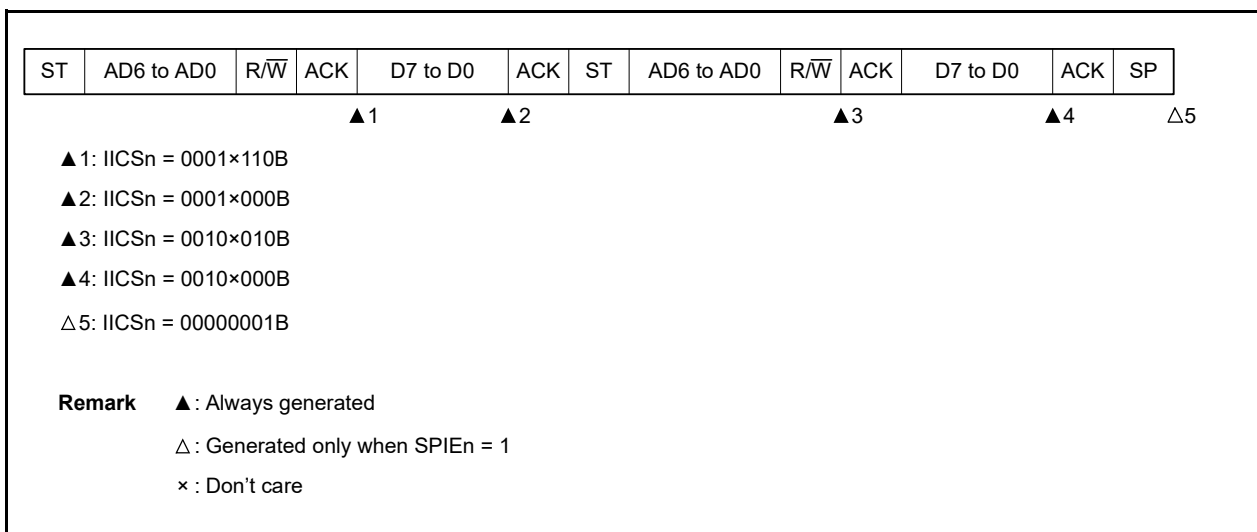 ST AD6 to AD0 R/W̅ ACK D7 to D0 ACK ST AD6 to AD0 R/W̅ ACK D7 to D0 ACK SP
▲1 ▲2 ▲3 ▲4 △5
▲1: IICSn = 0001×110B
▲2: IICSn = 0001×000B
▲3: IICSn = 0010×010B
▲4: IICSn = 0010×000B
△5: IICSn = 00000001B
Remark ▲: Always generated
△: Generated only when SPIEn = 1
×: Don't care